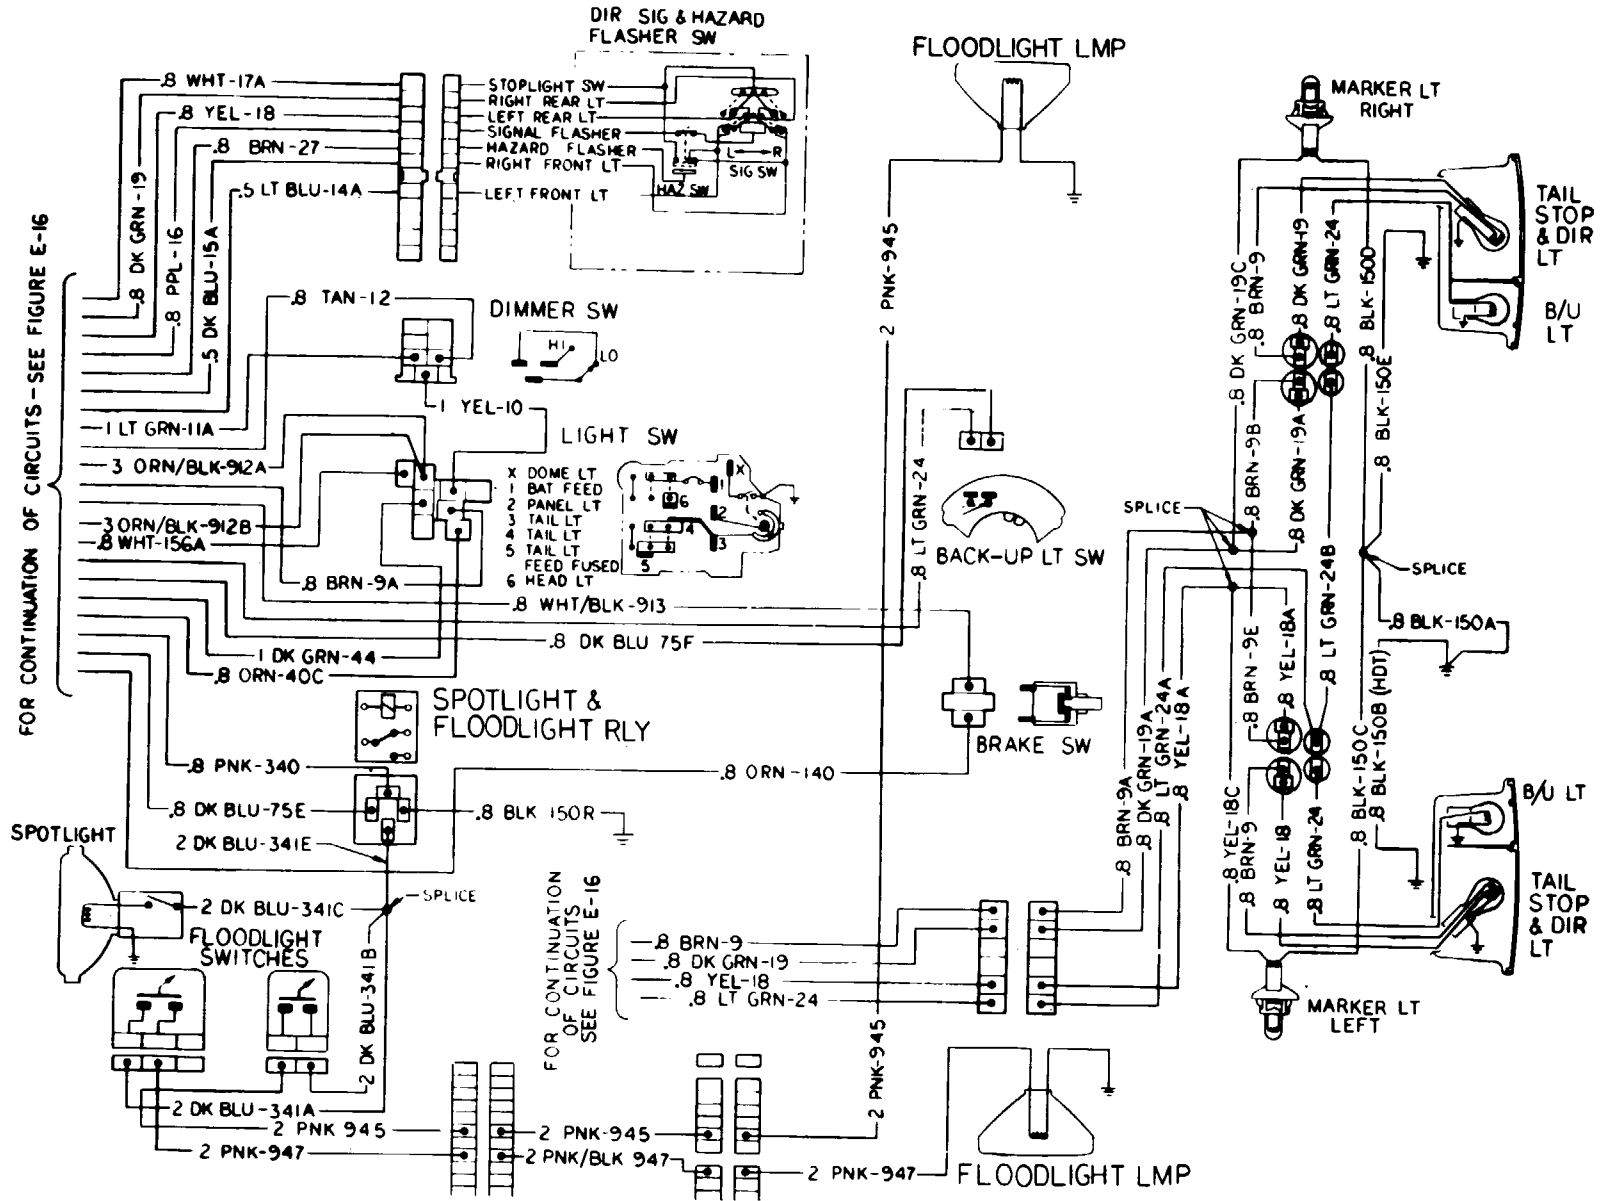 DIR SIG & HAZARD
FLASHER SW
FLOODLIGHT LMP
MARKER LT
RIGHT
.8 WHT-17A
.8 YEL-18
.8 BRN-27
.5 LT BLU-14A
.8 DK GRN-19
.8 PPL-16
.5 DK BLU-15A
STOPLIGHT SW
RIGHT REAR LT
LEFT REAR LT
SIGNAL FLASHER
HAZARD FLASHER
RIGHT FRONT LT
LEFT FRONT LT
HAZ SW
L R
SIG SW
FOR CONTINUATION OF CIRCUITS-SEE FIGURE E-16
.8 TAN-12
DIMMER SW
HI
LO
1 YEL-10
1 LT GRN-11A
3 ORN/BLK-912A
3 ORN/BLK-912B
.8 WHT-156A
.8 BRN-9A
LIGHT SW
X DOME LT
1 BAT FEED
2 PANEL LT
3 TAIL LT
4 TAIL LT
5 TAIL LT
FEED FUSED
6 HEAD LT
X
1
6
2
4
3
5
.8 WHT/BLK-913
.8 DK BLU 75F
1 DK GRN-44
.8 ORN-40C
2 PNK-945
.8 LT GRN-24
BACK-UP LT SW
BRAKE SW
SPOTLIGHT &
FLOODLIGHT RLY
.8 PNK-340
.8 ORN-140
.8 DK BLU-75E
.8 BLK 150R
2 DK BLU-341E
SPLICE
SPOTLIGHT
2 DK BLU-341C
FLOODLIGHT
SWITCHES
2 DK BLU-341B
2 DK BLU-341A
2 PNK 945
2 PNK-947
2 PNK-945
2 PNK/BLK 947
2 PNK-945
2 PNK-947
FLOODLIGHT LMP
FOR CONTINUATION
OF CIRCUITS
SEE FIGURE E-16
.8 BRN-9
.8 DK GRN-19
.8 YEL-18
.8 LT GRN-24
.8 BRN-9A
.8 DK GRN-19A
.8 LT GRN-24A
.8 YEL-18A
SPLICE
.8 DK GRN-19C
.8 BRN-9
.8 DK GRN-19
.8 LT GRN-24
.8 BLK-150D
.8 BLK-150E
.8 BRN-9B
.8 DK GRN-19A
.8 LT GRN-24B
SPLICE
.8 BLK-150A
.8 BRN-9E
.8 YEL-18A
.8 BLK-150B (HDT)
.8 BLK-150C
.8 YEL-18C
.8 BRN-9
.8 YEL-18
.8 LT GRN-24
TAIL
STOP
& DIR
LT
B/U
LT
B/U LT
TAIL
STOP
& DIR
LT
MARKER LT
LEFT